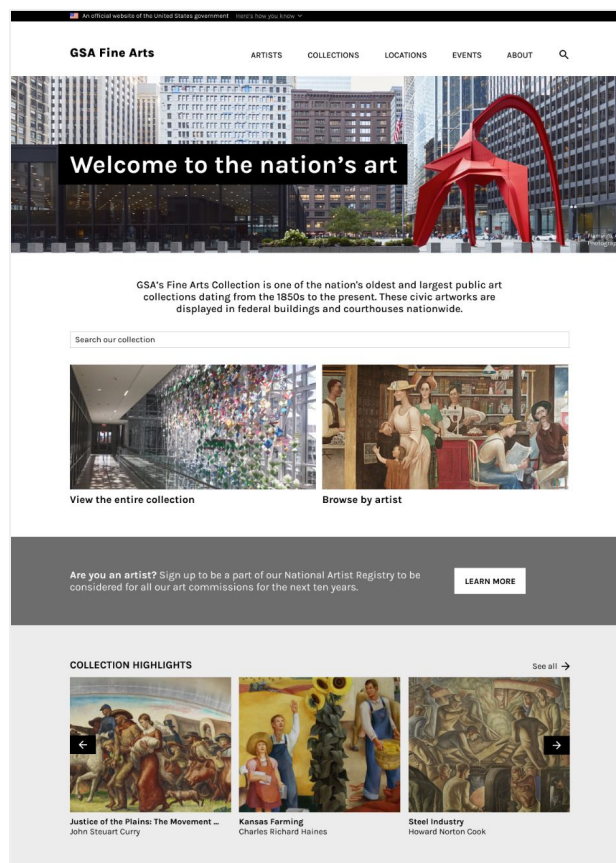 An official website of the United States government Here's how you know
GSA Fine Arts
ARTISTS COLLECTIONS LOCATIONS EVENTS ABOUT
Welcome to the nation's art
GSA's Fine Arts Collection is one of the nation's oldest and largest public art
collections dating from the 1850s to the present. These civic artworks are
displayed in federal buildings and courthouses nationwide.
Search our collection
View the entire collection Browse by artist
Are you an artist? Sign up to be a part of our National Artist Registry to be
considered for all our art commissions for the next ten years.
LEARN MORE
COLLECTION HIGHLIGHTS See all
Justice of the Plains: The Movement ... Kansas Farming Steel Industry
John Steuart Curry Charles Richard Haines Howard Norton Cook